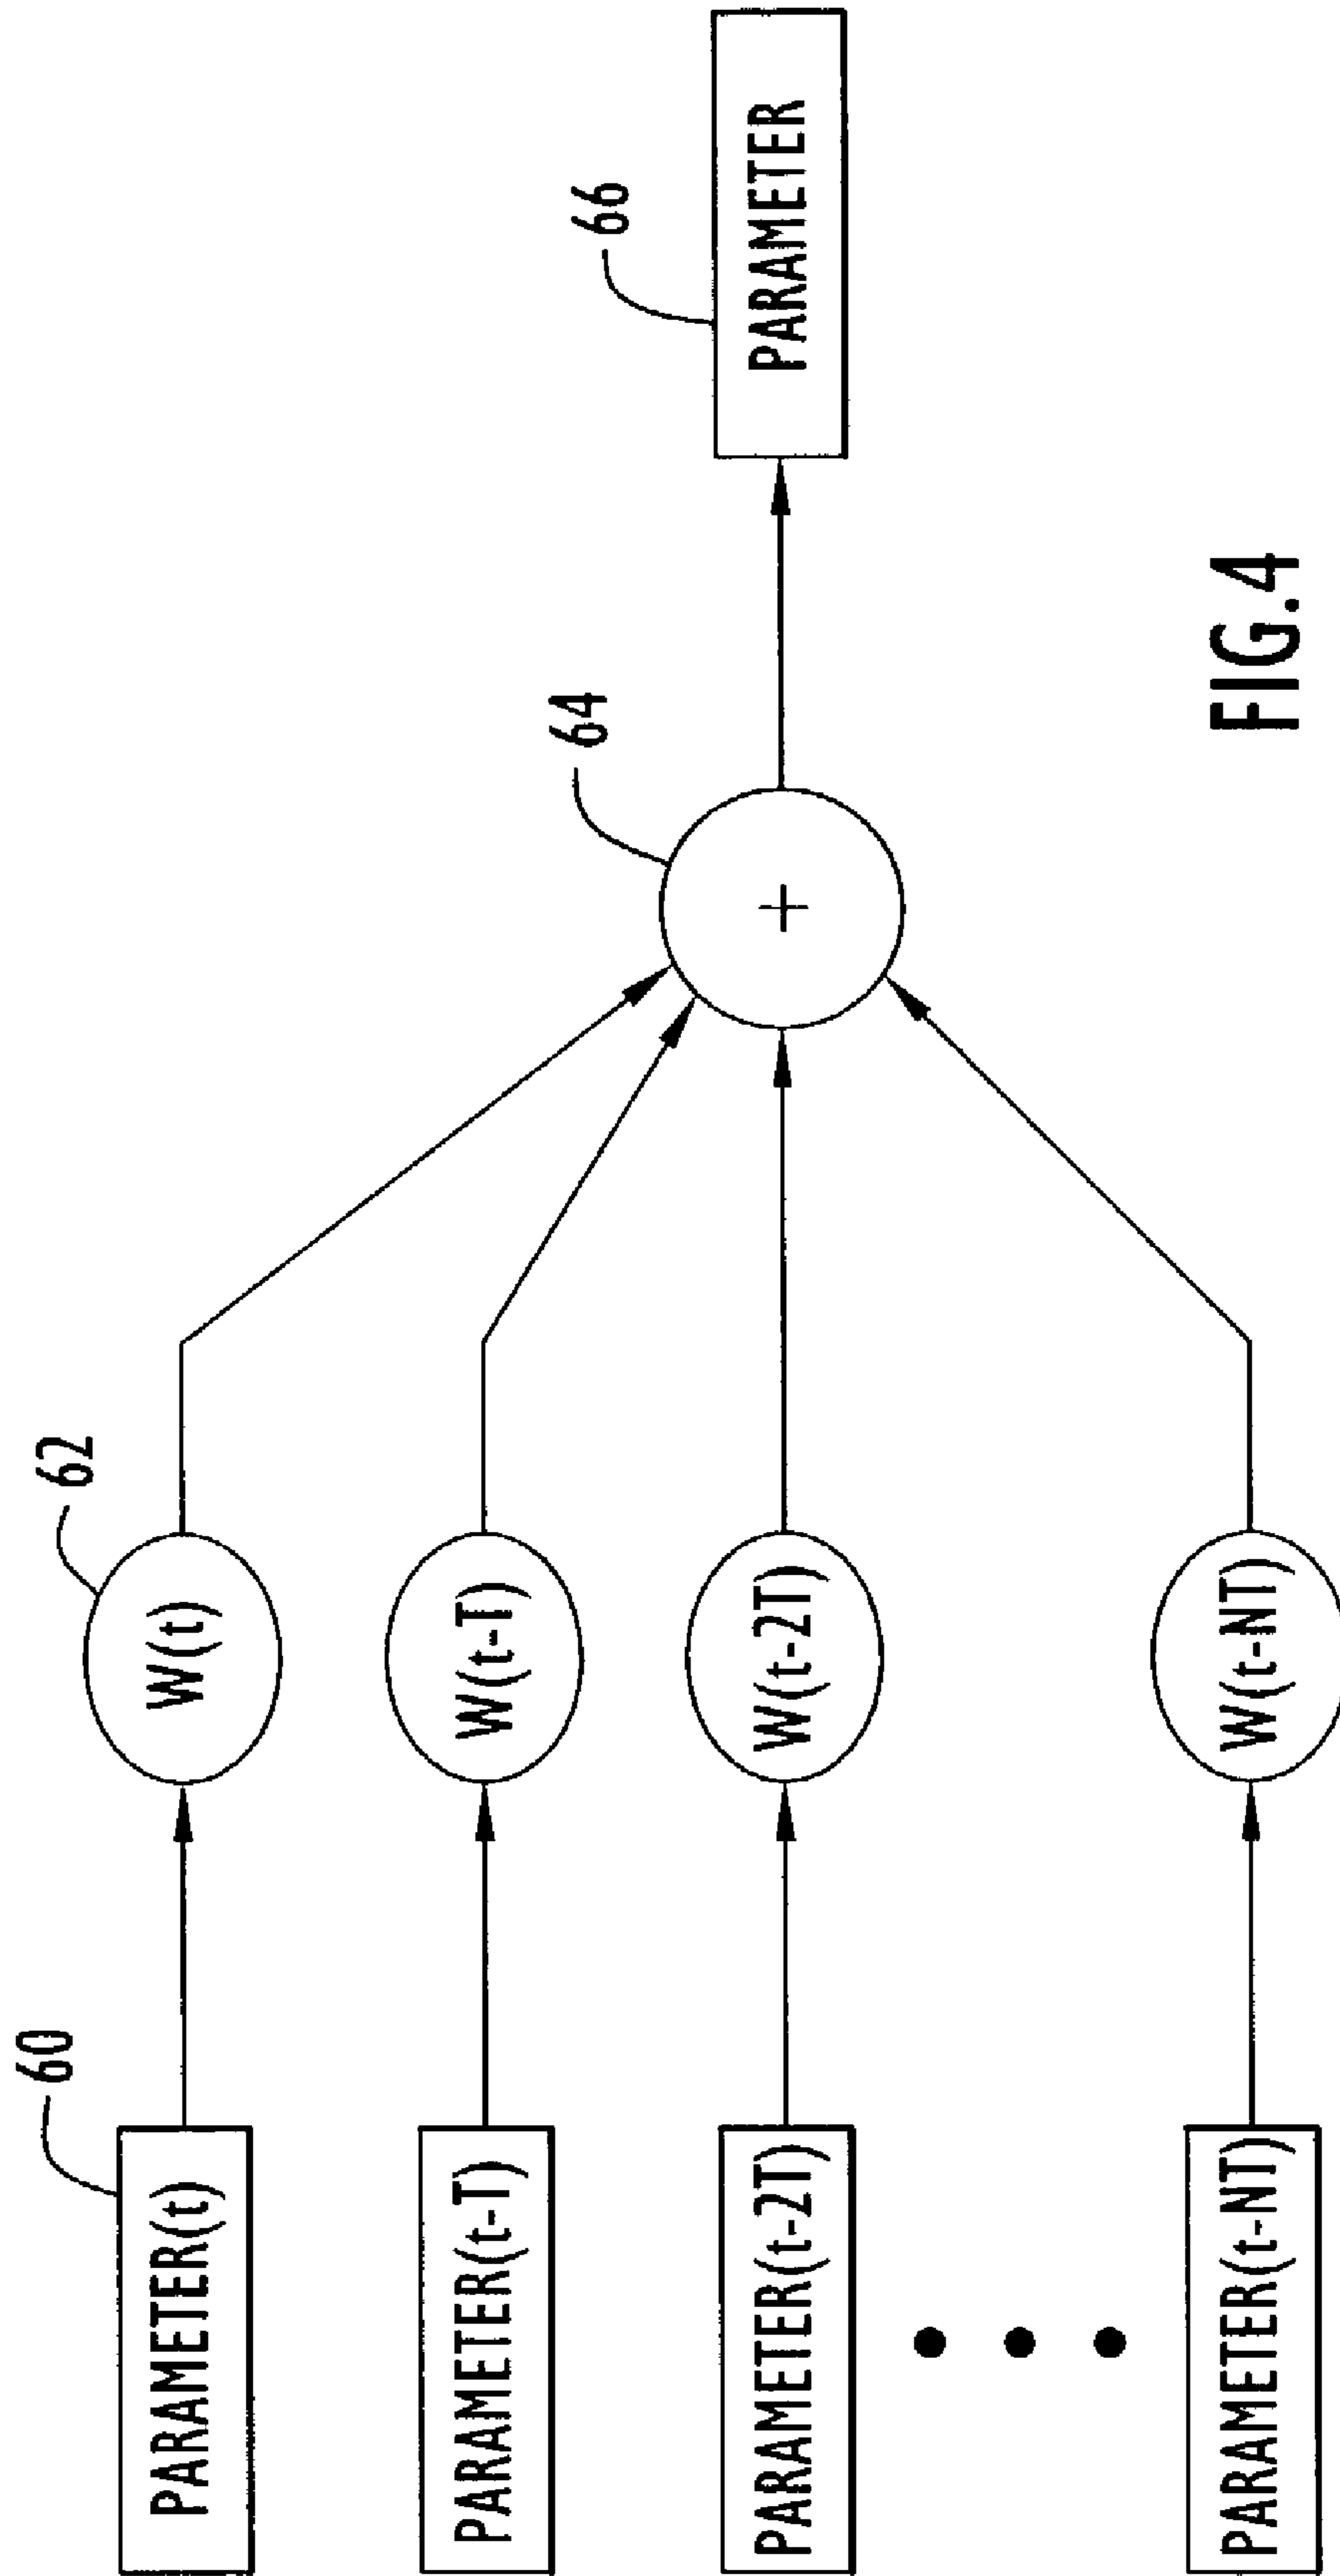 60
PARAMETER(t)
62
W(t)
PARAMETER(t-T)
W(t-T)
PARAMETER(t-2T)
W(t-2T)
PARAMETER(t-NT)
W(t-NT)
64
+
66
PARAMETER
FIG.4